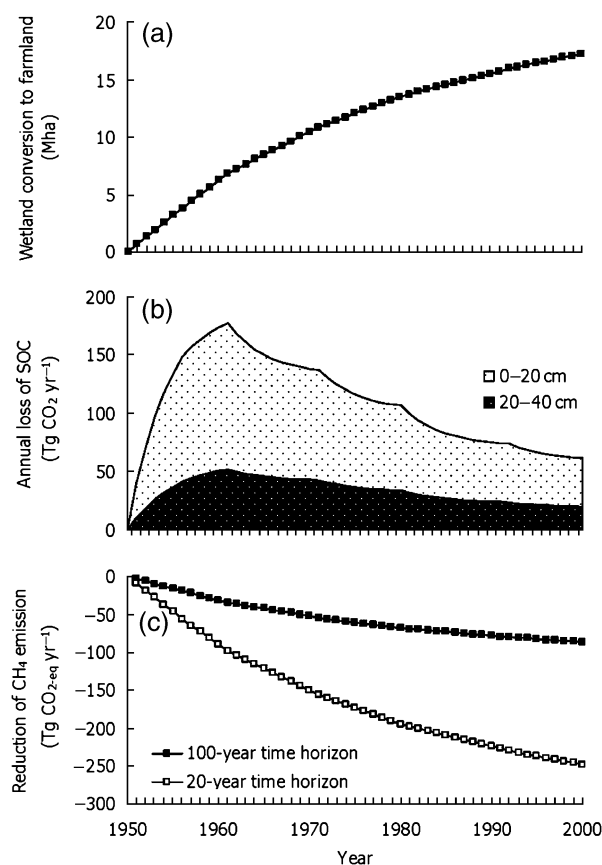 (a)
Wetland conversion to farmland
(Mha)
20
15
10
5
0
(b)
Annual loss of SOC
(Tg CO₂ yr⁻¹)
200
150
100
50
0
0–20 cm
20–40 cm
(c)
Reduction of CH₄ emission
(Tg CO₂₋eq yr⁻¹)
0
−50
−100
−150
−200
−250
−300
100-year time horizon
20-year time horizon
1950 1960 1970 1980 1990 2000
Year